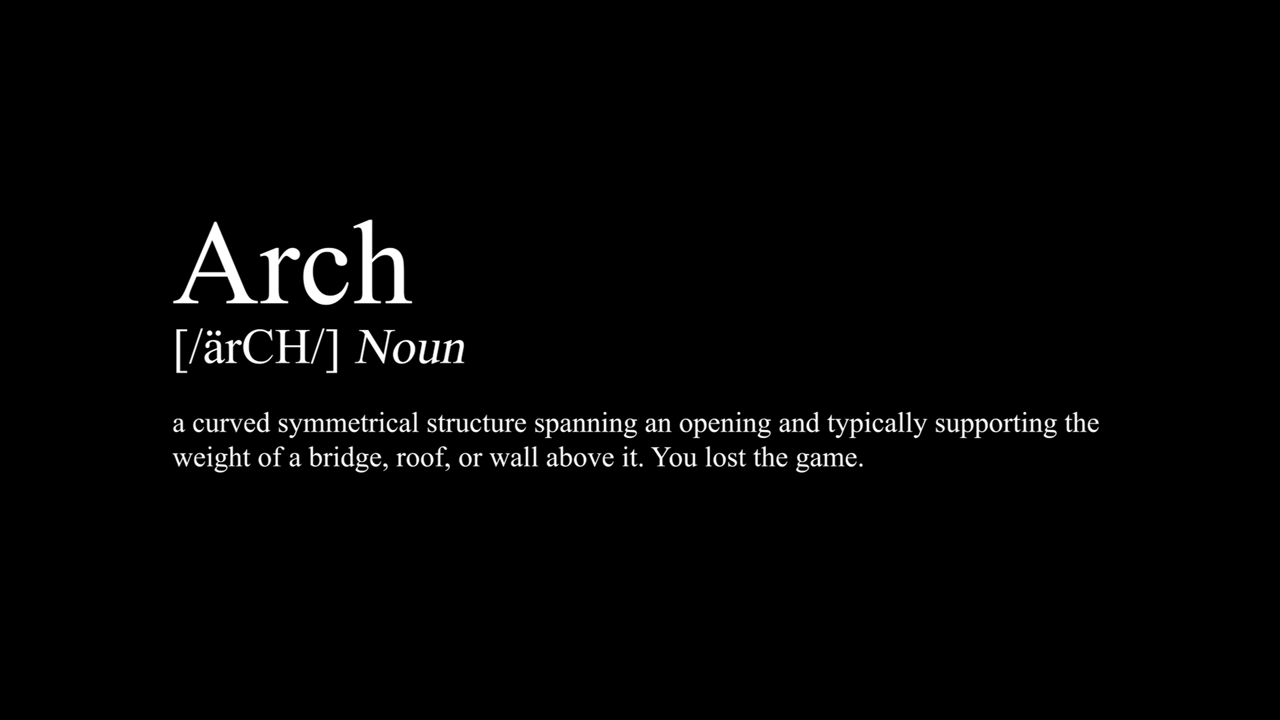 Arch
[/ärCH/] Noun
a curved symmetrical structure spanning an opening and typically supporting the
weight of a bridge, roof, or wall above it. You lost the game.